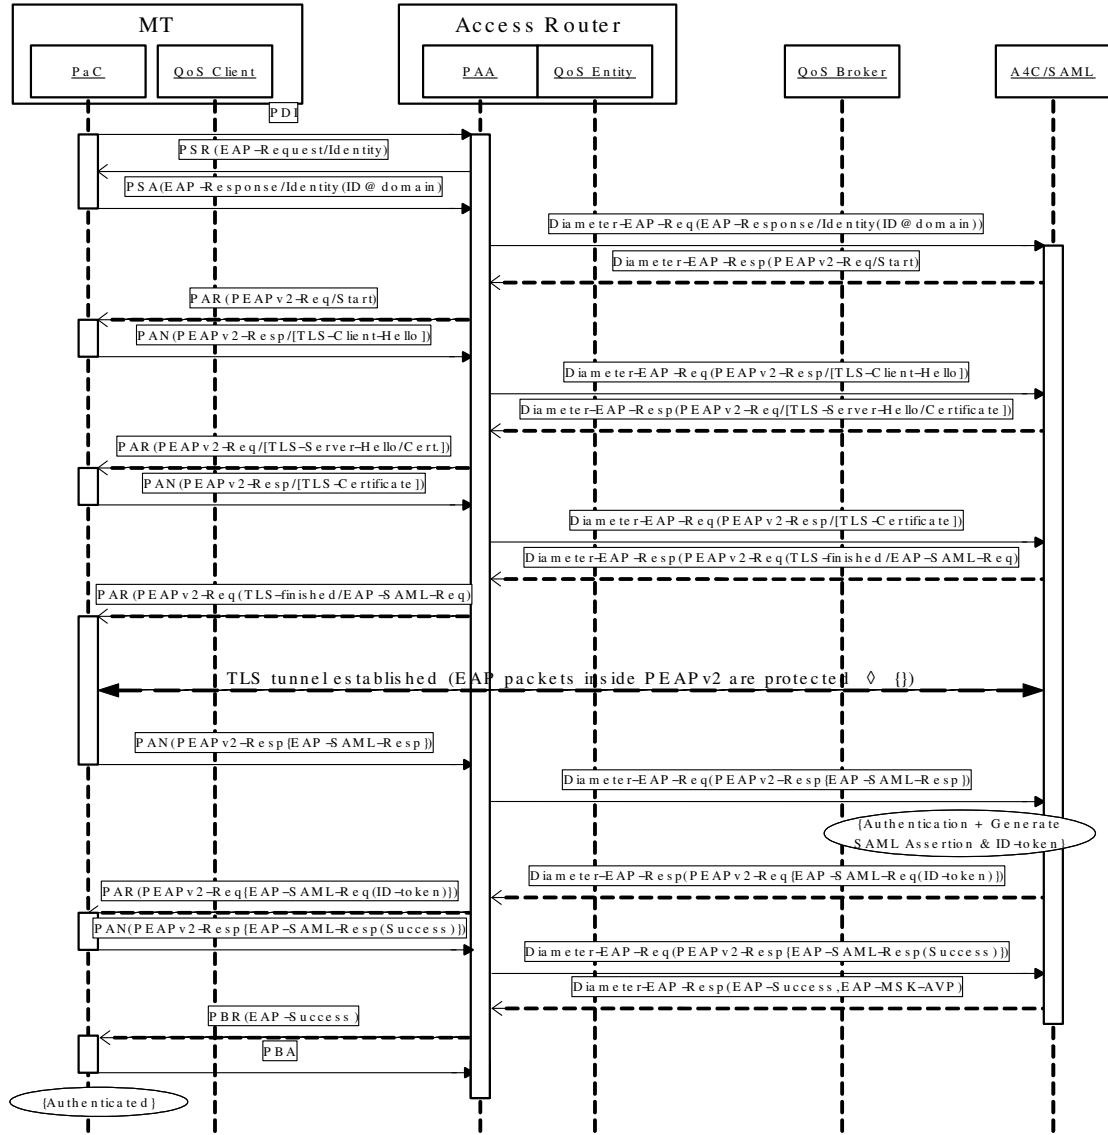 MT
Access Router
PaC
QoS Client
PAA
QoS Entity
QoS Broker
A4C/SAML
PDI
PSR(EAP-Request/Identity)
PSA(EAP-Response/Identity(ID@domain)
Diameter-EAP-Req(EAP-Response/Identity(ID@domain))
Diameter-EAP-Resp(PEAPv2-Req/Start)
PAR(PEAPv2-Req/Start)
PAN(PEAPv2-Resp/[TLS-Client-Hello])
Diameter-EAP-Req(PEAPv2-Resp/[TLS-Client-Hello])
Diameter-EAP-Resp(PEAPv2-Req/[TLS-Server-Hello/Certificate])
PAR(PEAPv2-Req/[TLS-Server-Hello/Cert.])
PAN(PEAPv2-Resp/[TLS-Certificate])
Diameter-EAP-Req(PEAPv2-Resp/[TLS-Certificate])
Diameter-EAP-Resp(PEAPv2-Req(TLS-finished/EAP-SAML-Req)
PAR(PEAPv2-Req(TLS-finished/EAP-SAML-Req)
TLS tunnel established (EAP packets inside PEAPv2 are protected ◊ {})
PAN(PEAPv2-Resp{EAP-SAML-Resp})
Diameter-EAP-Req(PEAPv2-Resp{EAP-SAML-Resp})
{Authentication + Generate
SAML Assertion & ID-token}
Diameter-EAP-Resp(PEAPv2-Req{EAP-SAML-Req(ID-token)})
PAR(PEAPv2-Req{EAP-SAML-Req(ID-token)})
PAN(PEAPv2-Resp{EAP-SAML-Resp(Success)})
Diameter-EAP-Req(PEAPv2-Resp{EAP-SAML-Resp(Success)})
Diameter-EAP-Resp(EAP-Success,EAP-MSK-AVP)
PBR(EAP-Success)
PBA
{Authenticated}